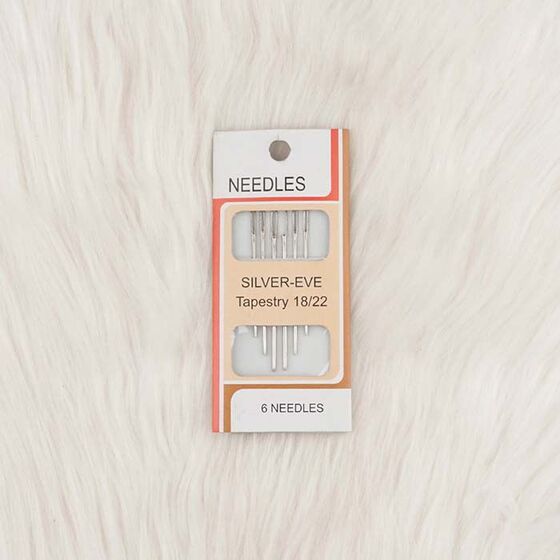 NEEDLES
SILVER-EVE
Tapestry 18/22
6 NEEDLES